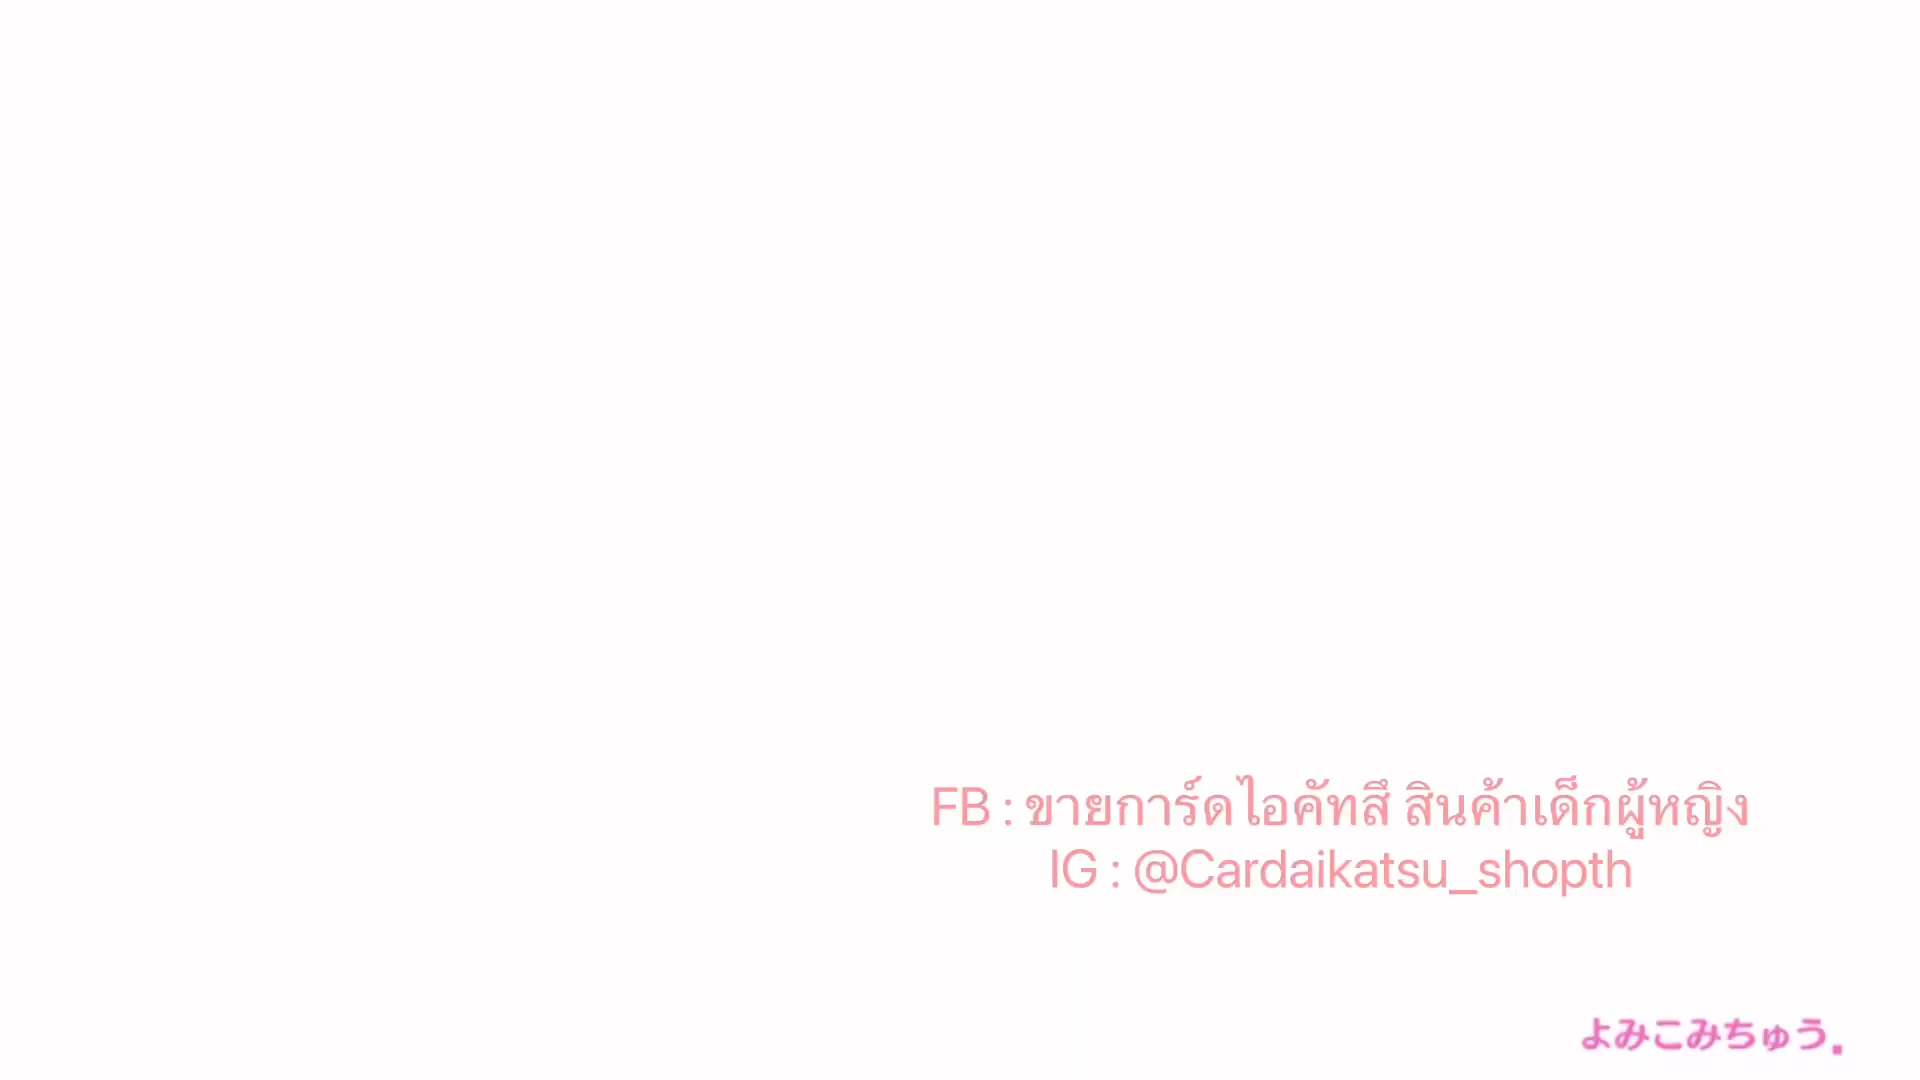 FB : ขายการ์ดไอคัทสึ สินค้าเด็กผู้หญิง
IG : @Cardaikatsu_shopth
よみこみちゅう.